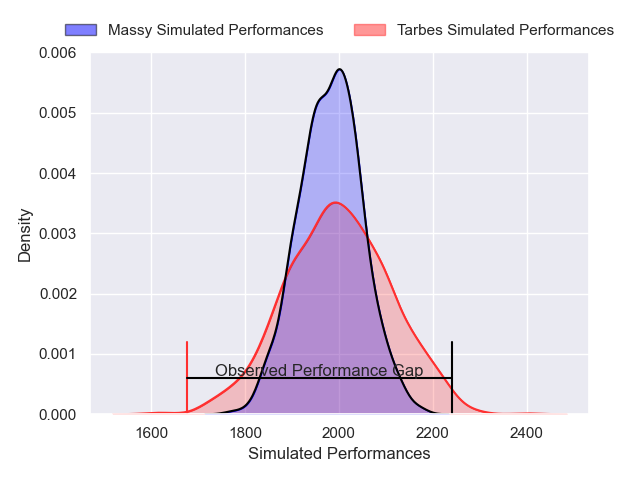 Massy Simulated Performances
Tarbes Simulated Performances
0.006
0.005
0.004
0.003
0.002
0.001
0.000
Density
Observed Performance Gap
1600 1800 2000 2200 2400
Simulated Performances